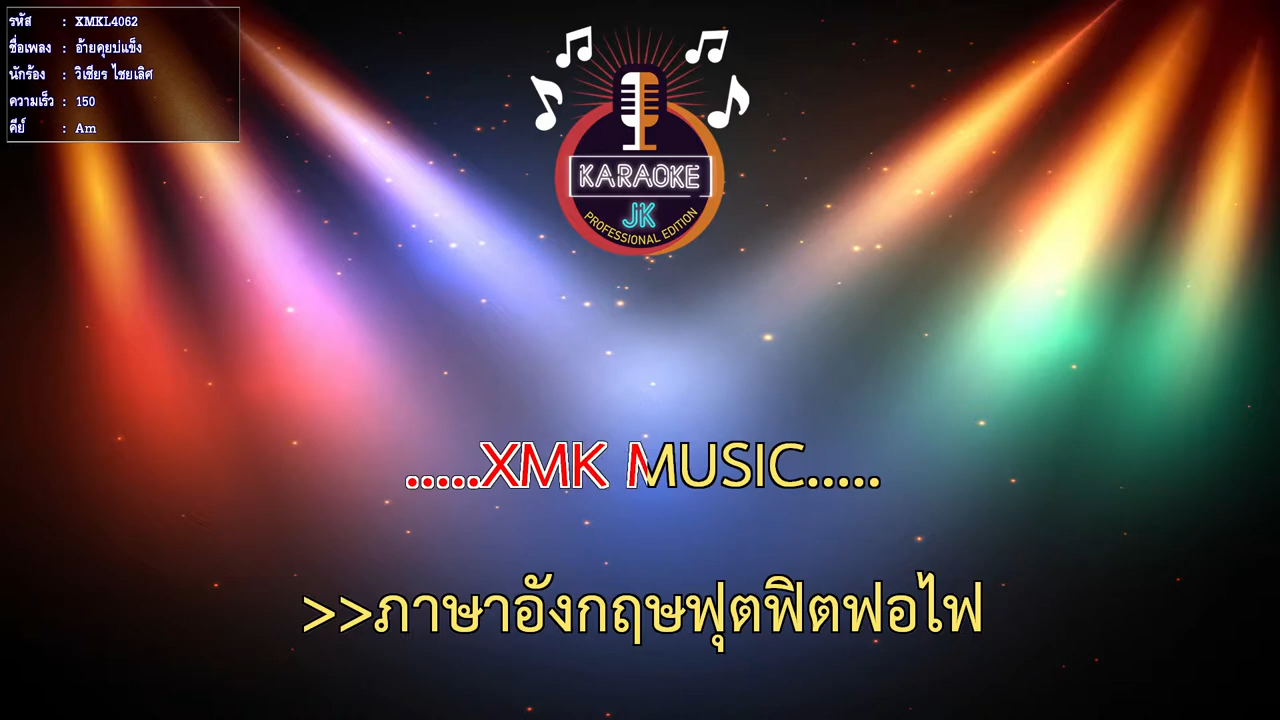 รหัส : XMKL4062
ชื่อเพลง : อ้ายคุยบ่แข็ง
นักร้อง : วิเชียร ไชยเลิศ
ความเร็ว : 150
คีย์ : Am
KARAOKE
JK
PROFESSIONAL EDITION
.....XMK MUSIC.....
>>ภาษาอังกฤษฟุตฟิตฟอไฟ